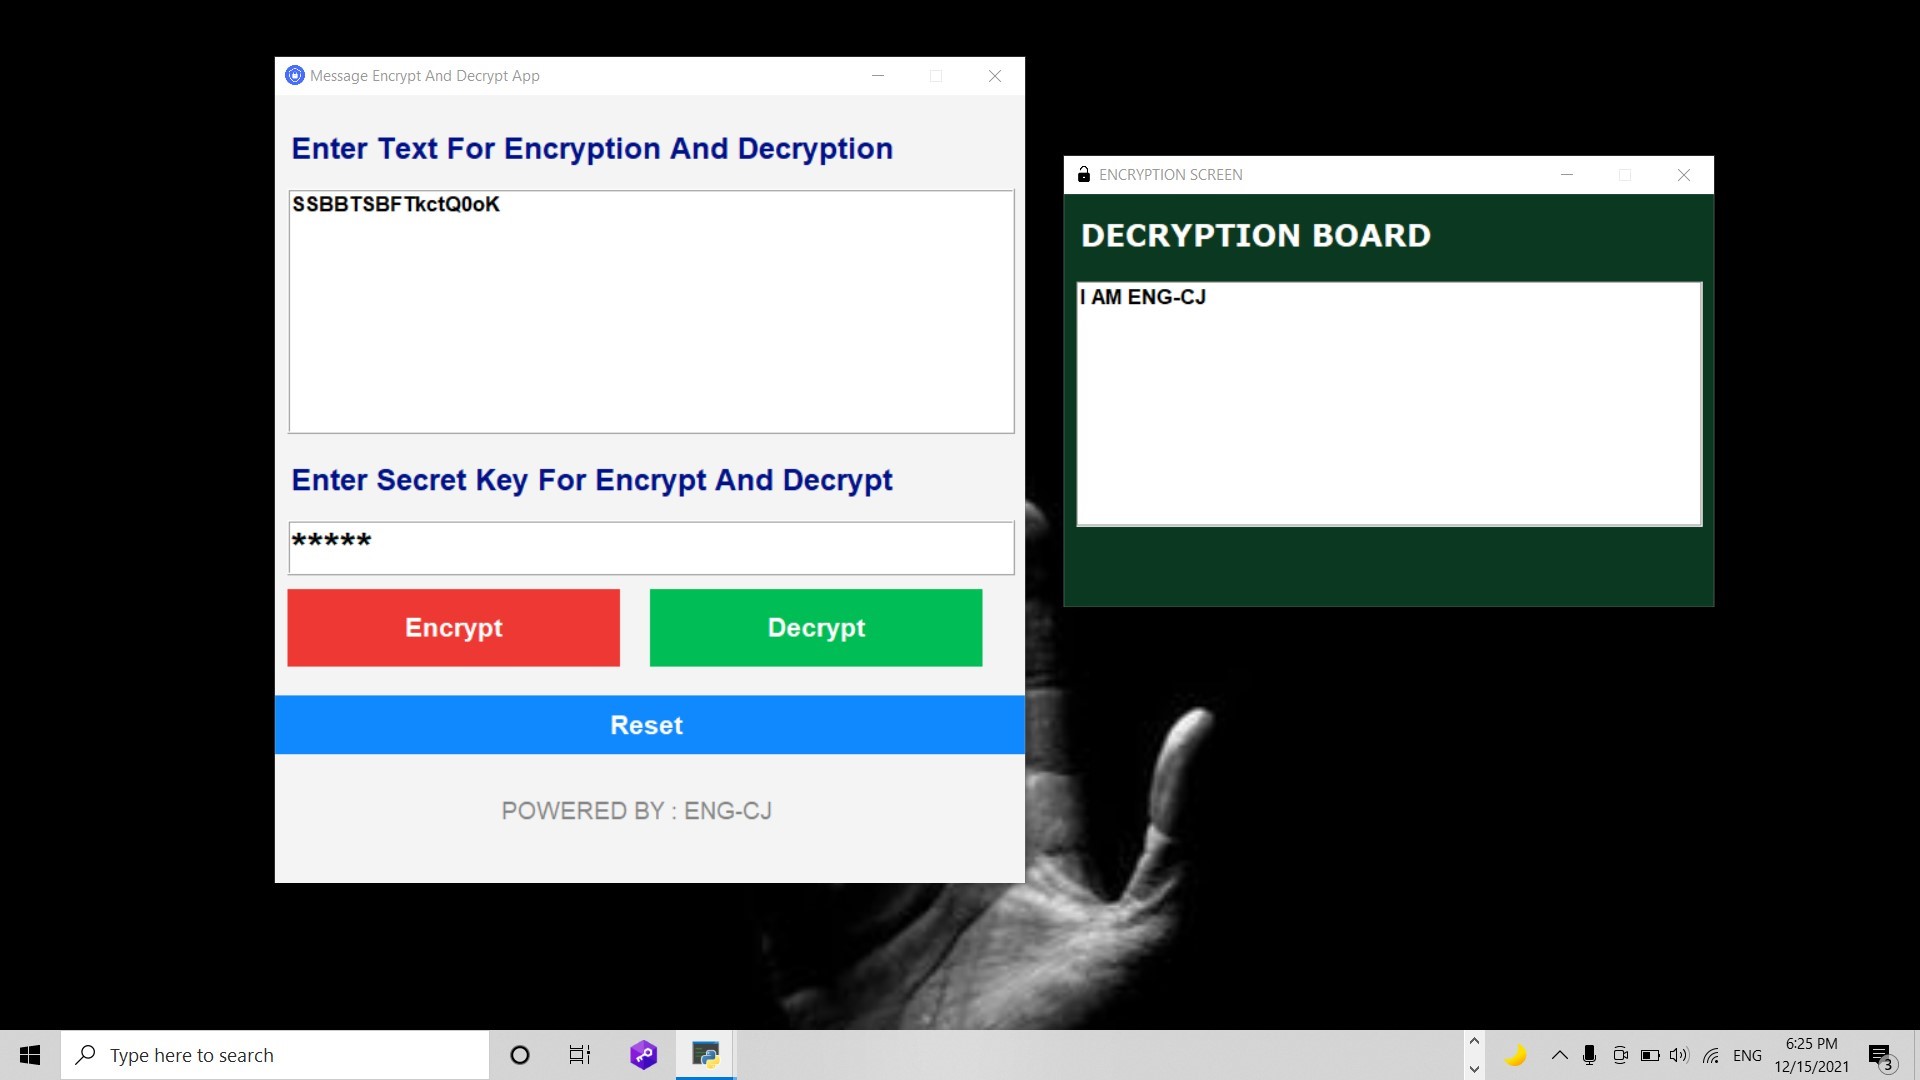 Message Encrypt And Decrypt App
Enter Text For Encryption And Decryption
SSBBTSBFTkctQ0oK
Enter Secret Key For Encrypt And Decrypt
*****
Encrypt
Decrypt
Reset
POWERED BY : ENG-CJ
ENCRYPTION SCREEN
DECRYPTION BOARD
I AM ENG-CJ
Type here to search
ENG
6:25 PM
12/15/2021
3